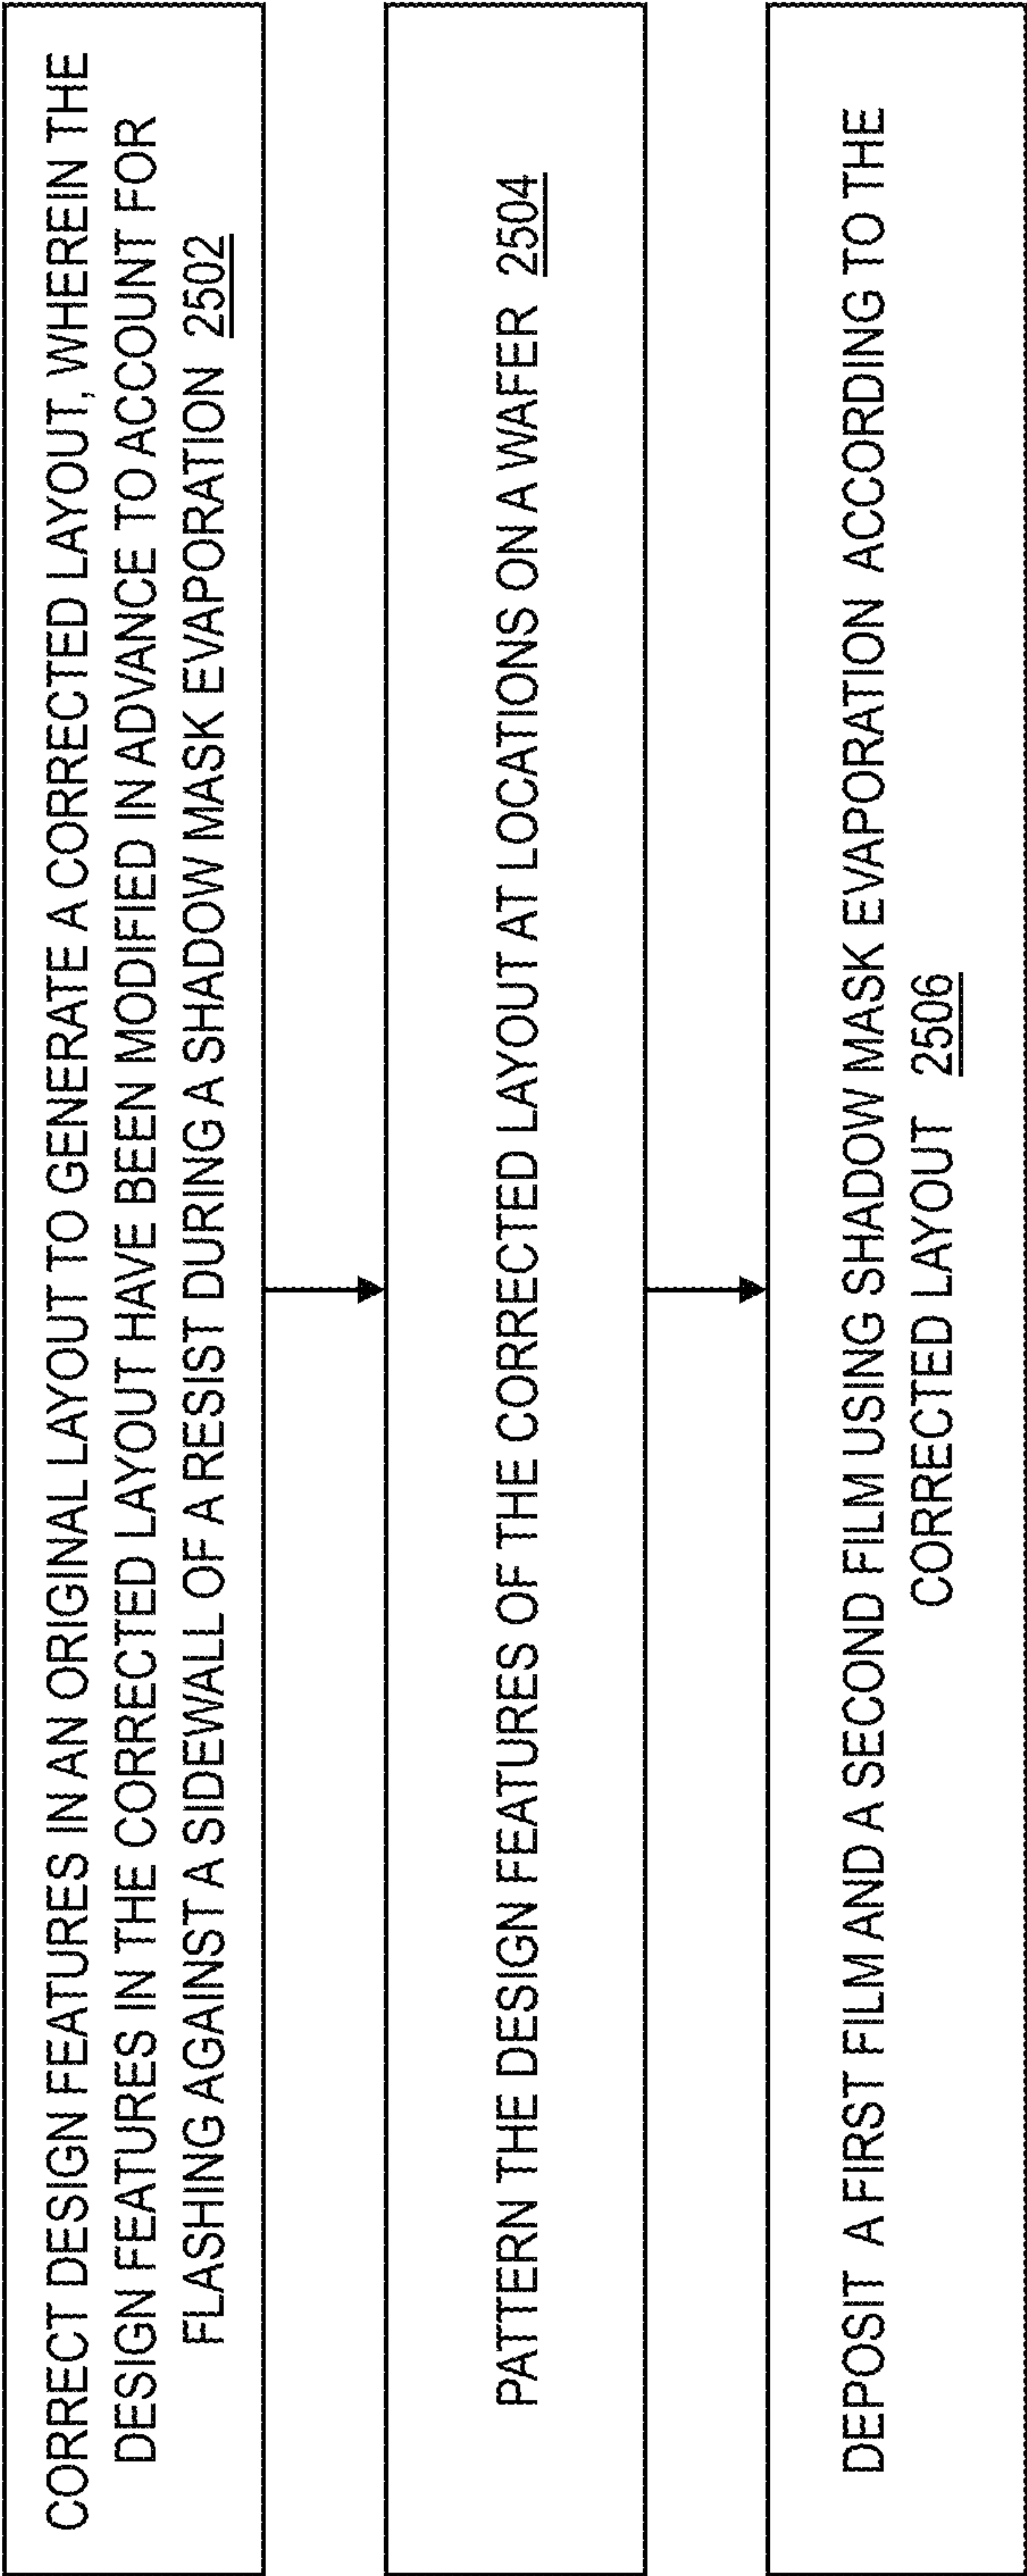 CORRECT DESIGN FEATURES IN AN ORIGINAL LAYOUT TO GENERATE A CORRECTED LAYOUT, WHEREIN THE
DESIGN FEATURES IN THE CORRECTED LAYOUT HAVE BEEN MODIFIED IN ADVANCE TO ACCOUNT FOR
FLASHING AGAINST A SIDEWALL OF A RESIST DURING A SHADOW MASK EVAPORATION 2502
PATTERN THE DESIGN FEATURES OF THE CORRECTED LAYOUT AT LOCATIONS ON A WAFER 2504
DEPOSIT A FIRST FILM AND A SECOND FILM USING SHADOW MASK EVAPORATION ACCORDING TO THE
CORRECTED LAYOUT 2506